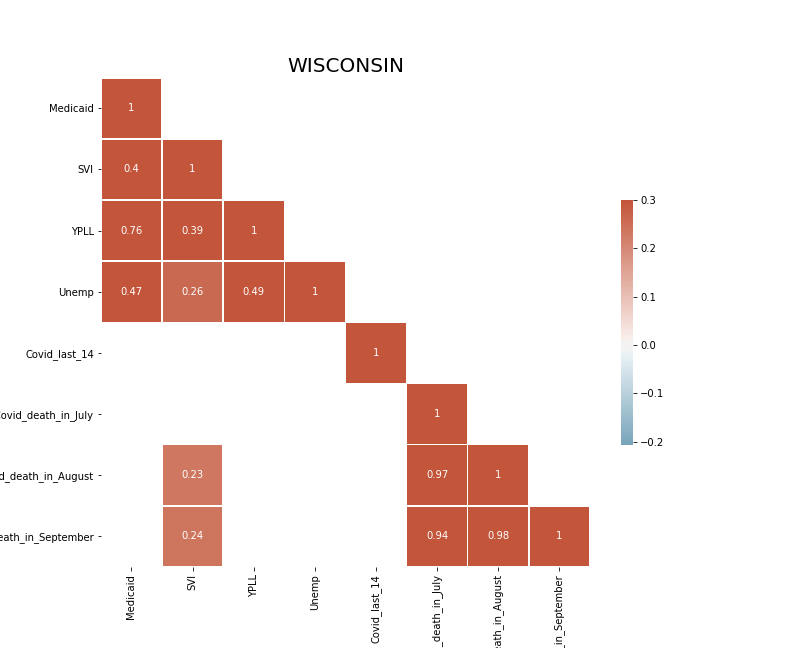 WISCONSIN
Medicaid
1
SVI
0.4 1
YPLL
0.76 0.39 1
Unemp
0.47 0.26 0.49 1
Covid_last_14
1
ovid_death_in_July
1
d_death_in_August
0.23 0.97 1
eath_in_September
0.24 0.94 0.98 1
Medicaid
SVI
YPLL
Unemp
Covid_last_14
_death_in_July
eath_in_August
_in_September
0.3
0.2
0.1
0.0
−0.1
−0.2